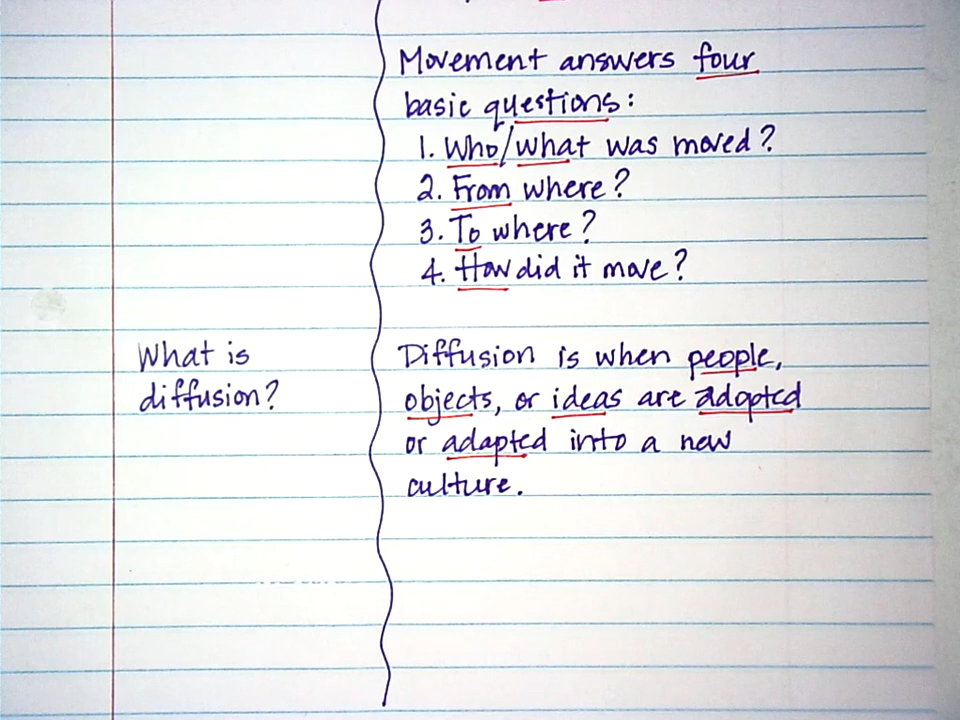 Movement answers four
basic questions:
1. Who/what was moved?
2. From where?
3. To where?
4. How did it move?
What is
diffusion?
Diffusion is when people,
objects, or ideas are adopted
or adapted into a new
culture.